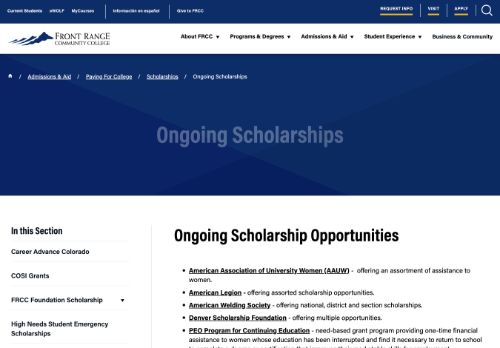 Current Students eWOLF MyCourses Información en español Give to FRCC REQUEST INFO VISIT APPLY
FRONT RANGE
COMMUNITY COLLEGE
About FRCC Programs & Degrees Admissions & Aid Student Experience Business & Community
/ Admissions & Aid / Paying For College / Scholarships / Ongoing Scholarships
Ongoing Scholarships
In this Section
Career Advance Colorado
COSI Grants
FRCC Foundation Scholarship
High Needs Student Emergency
Scholarships
Ongoing Scholarship Opportunities
American Association of University Women (AAUW) - offering an assortment of assistance to
women.
American Legion - offering assorted scholarship opportunities.
American Welding Society - offering national, district and section scholarships.
Denver Scholarship Foundation - offering multiple opportunities.
PEO Program for Continuing Education - need-based grant program providing one-time financial
assistance to women whose education has been interrupted and find it necessary to return to school